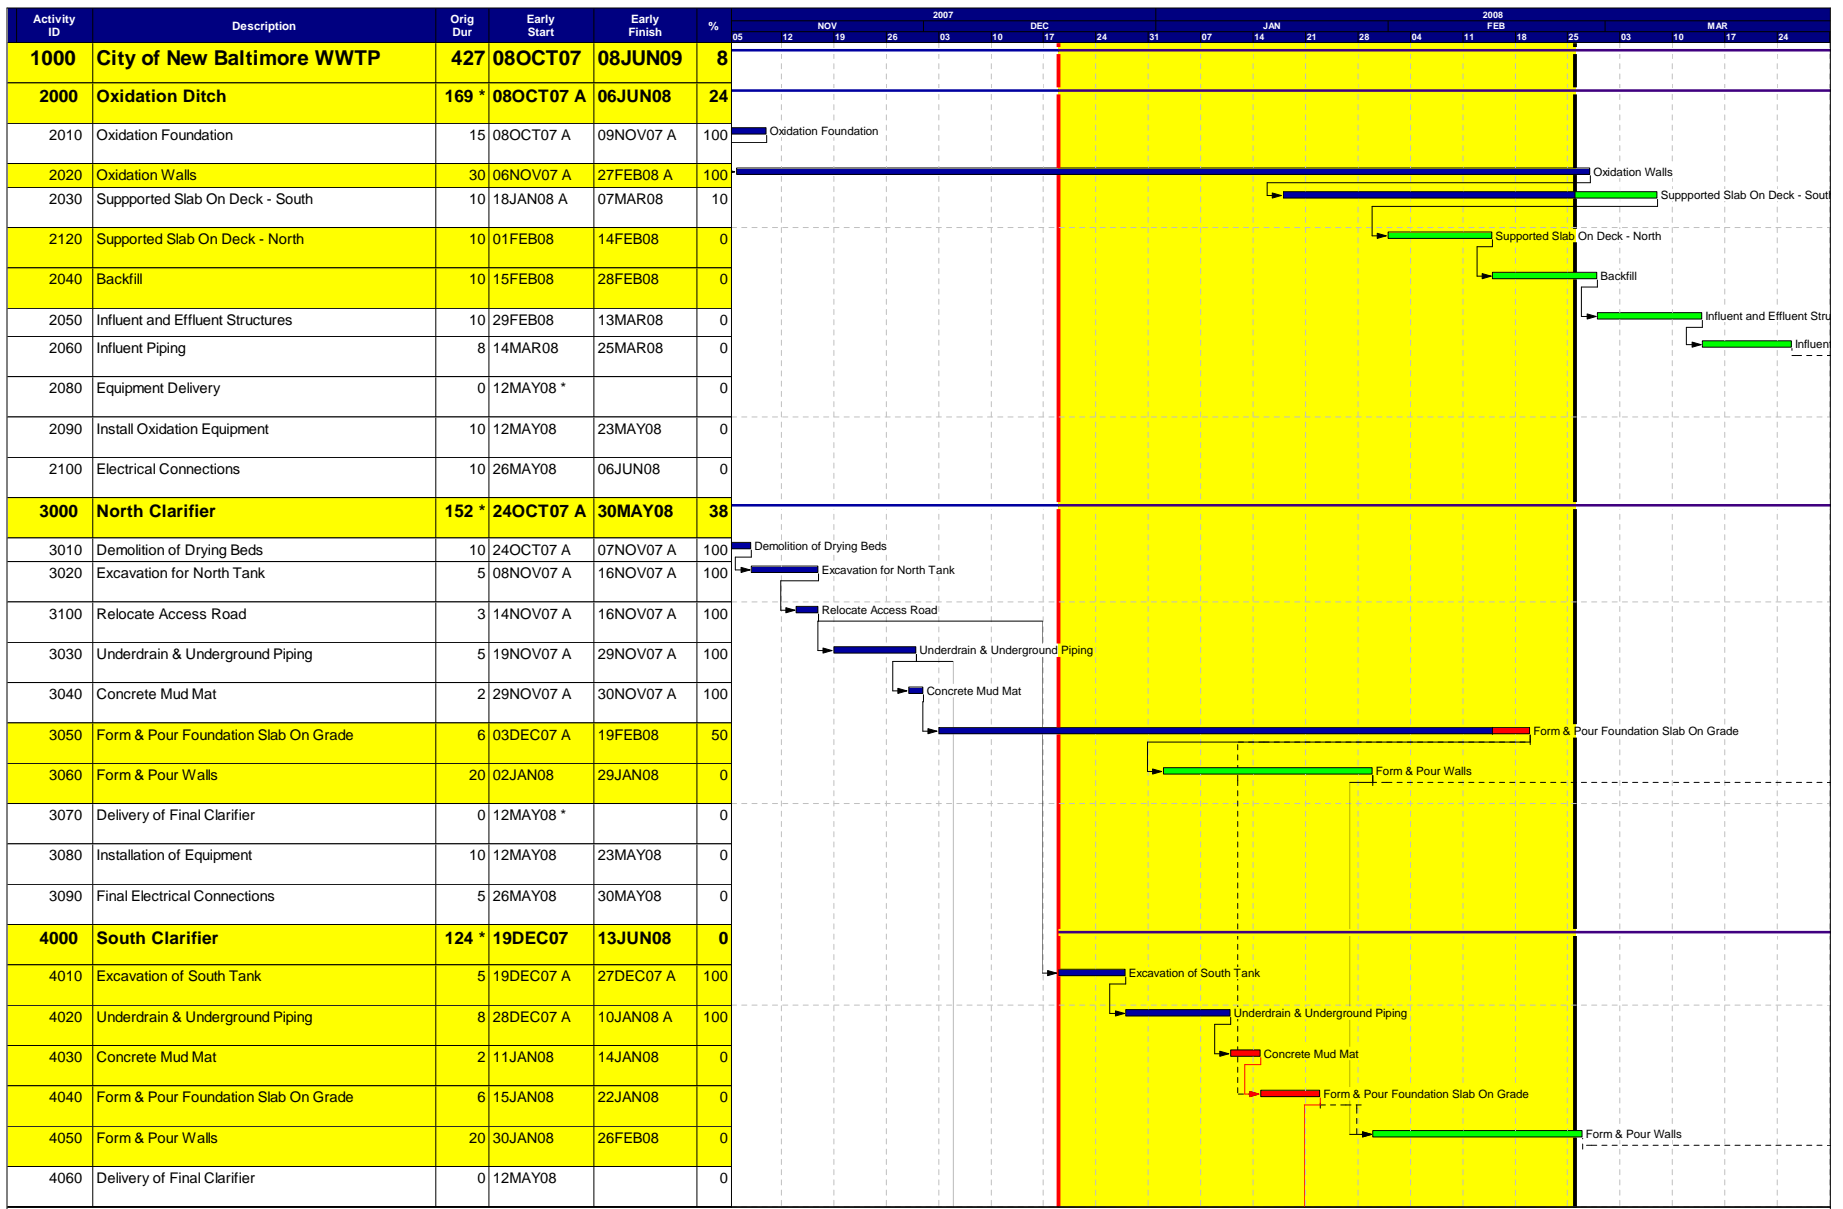 Activity ID Description Orig Dur Early Start Early Finish %
2007 2008
NOV DEC JAN FEB MAR
05 12 19 26 03 10 17 24 31 07 14 21 28 04 11 18 25 03 10 17 24
1000 City of New Baltimore WWTP 427 08OCT07 08JUN09 8
2000 Oxidation Ditch 169 * 08OCT07 A 06JUN08 24
2010 Oxidation Foundation 15 08OCT07 A 09NOV07 A 100 Oxidation Foundation
2020 Oxidation Walls 30 06NOV07 A 27FEB08 A 100 Oxidation Walls
2030 Suppported Slab On Deck - South 10 18JAN08 A 07MAR08 10 Suppported Slab On Deck - South
2120 Supported Slab On Deck - North 10 01FEB08 14FEB08 0 Supported Slab On Deck - North
2040 Backfill 10 15FEB08 28FEB08 0 Backfill
2050 Influent and Effluent Structures 10 29FEB08 13MAR08 0 Influent and Effluent Stru
2060 Influent Piping 8 14MAR08 25MAR08 0 Influent
2080 Equipment Delivery 0 12MAY08 * 0
2090 Install Oxidation Equipment 10 12MAY08 23MAY08 0
2100 Electrical Connections 10 26MAY08 06JUN08 0
3000 North Clarifier 152 * 24OCT07 A 30MAY08 38
3010 Demolition of Drying Beds 10 24OCT07 A 07NOV07 A 100 Demolition of Drying Beds
3020 Excavation for North Tank 5 08NOV07 A 16NOV07 A 100 Excavation for North Tank
3100 Relocate Access Road 3 14NOV07 A 16NOV07 A 100 Relocate Access Road
3030 Underdrain & Underground Piping 5 19NOV07 A 29NOV07 A 100 Underdrain & Underground Piping
3040 Concrete Mud Mat 2 29NOV07 A 30NOV07 A 100 Concrete Mud Mat
3050 Form & Pour Foundation Slab On Grade 6 03DEC07 A 19FEB08 50 Form & Pour Foundation Slab On Grade
3060 Form & Pour Walls 20 02JAN08 29JAN08 0 Form & Pour Walls
3070 Delivery of Final Clarifier 0 12MAY08 * 0
3080 Installation of Equipment 10 12MAY08 23MAY08 0
3090 Final Electrical Connections 5 26MAY08 30MAY08 0
4000 South Clarifier 124 * 19DEC07 13JUN08 0
4010 Excavation of South Tank 5 19DEC07 A 27DEC07 A 100 Excavation of South Tank
4020 Underdrain & Underground Piping 8 28DEC07 A 10JAN08 A 100 Underdrain & Underground Piping
4030 Concrete Mud Mat 2 11JAN08 14JAN08 0 Concrete Mud Mat
4040 Form & Pour Foundation Slab On Grade 6 15JAN08 22JAN08 0 Form & Pour Foundation Slab On Grade
4050 Form & Pour Walls 20 30JAN08 26FEB08 0 Form & Pour Walls
4060 Delivery of Final Clarifier 0 12MAY08 0